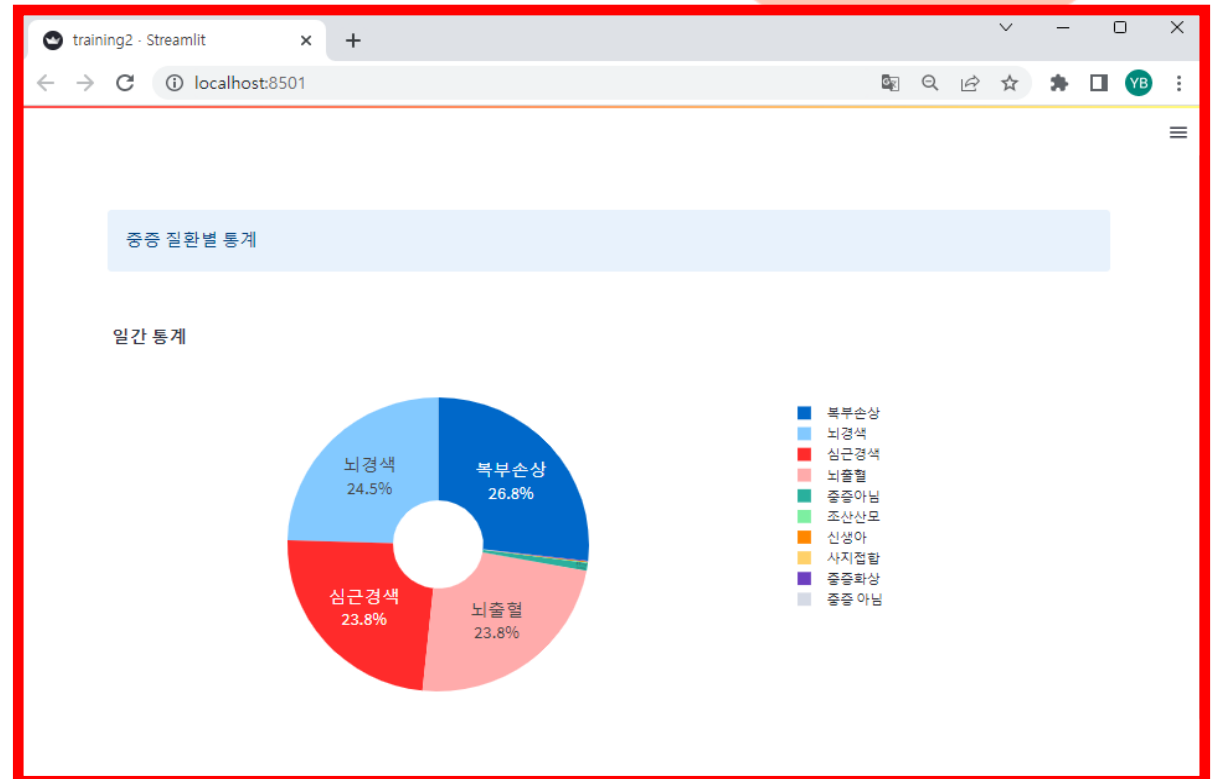 training2 · Streamlit
localhost:8501
YB
중증 질환별 통계
일간 통계
뇌경색
24.5%
복부손상
26.8%
심근경색
23.8%
뇌출혈
23.8%
복부손상
뇌경색
심근경색
뇌출혈
중증아님
조산산모
신생아
사지접합
중증화상
중증 아님